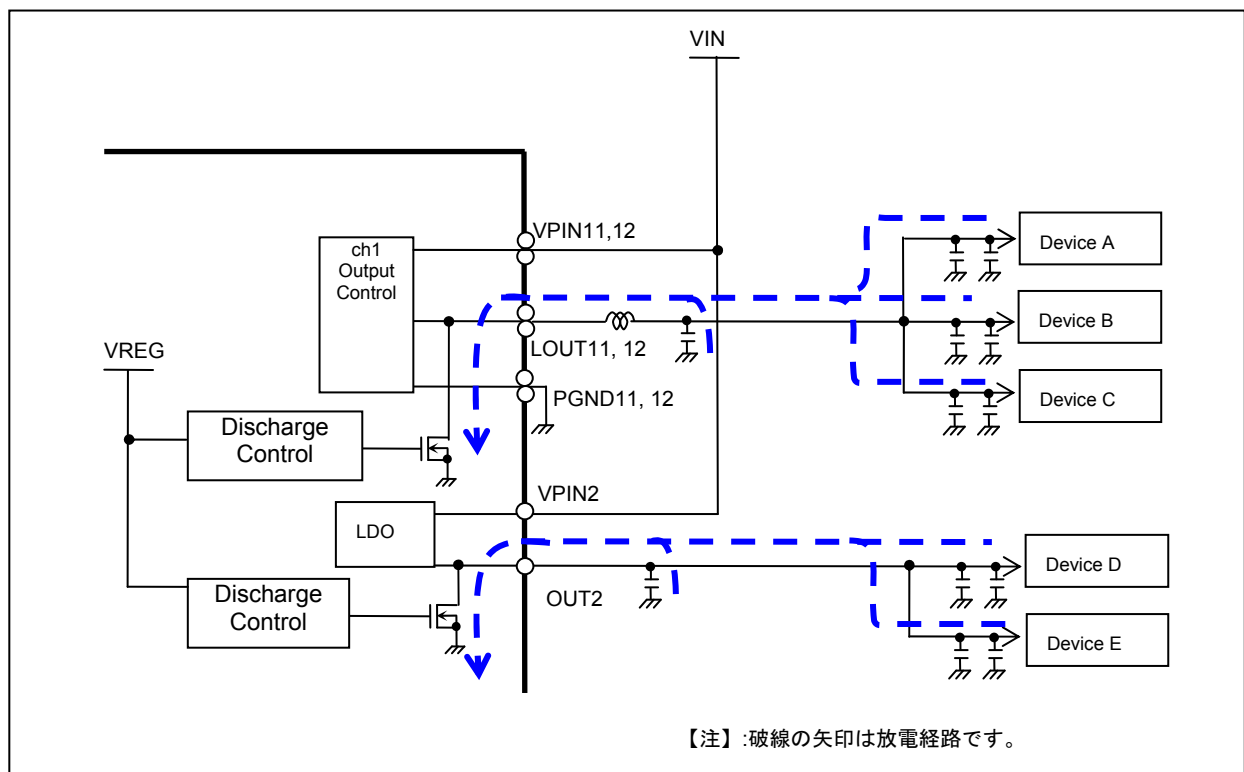 VIN
VPIN11,12
ch1
Output
Control
Device A
Device B
LOUT11, 12
VREG
PGND11, 12
Device C
Discharge
Control
VPIN2
LDO
Device D
OUT2
Discharge
Control
Device E
【注】:破線の矢印は放電経路です。